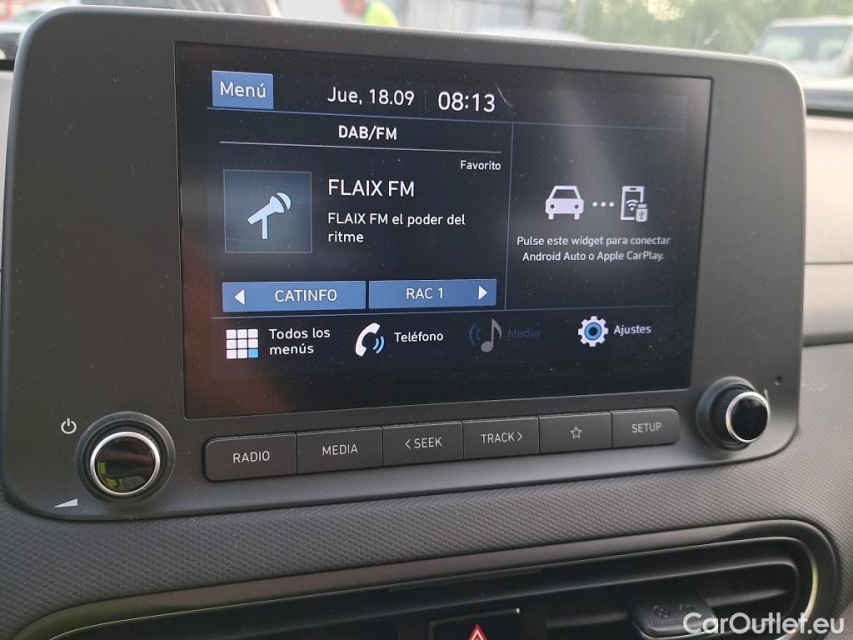 Menú
Jue, 18.09
08:13
DAB/FM
Favorito
FLAIX FM
FLAIX FM el poder del
ritme
Pulse este widget para conectar
Android Auto o Apple CarPlay.
CATINFO
RAC 1
Todos los
menús
Teléfono
Medio
Ajustes
RADIO
MEDIA
< SEEK
TRACK >
SETUP
CarOutlet.eu